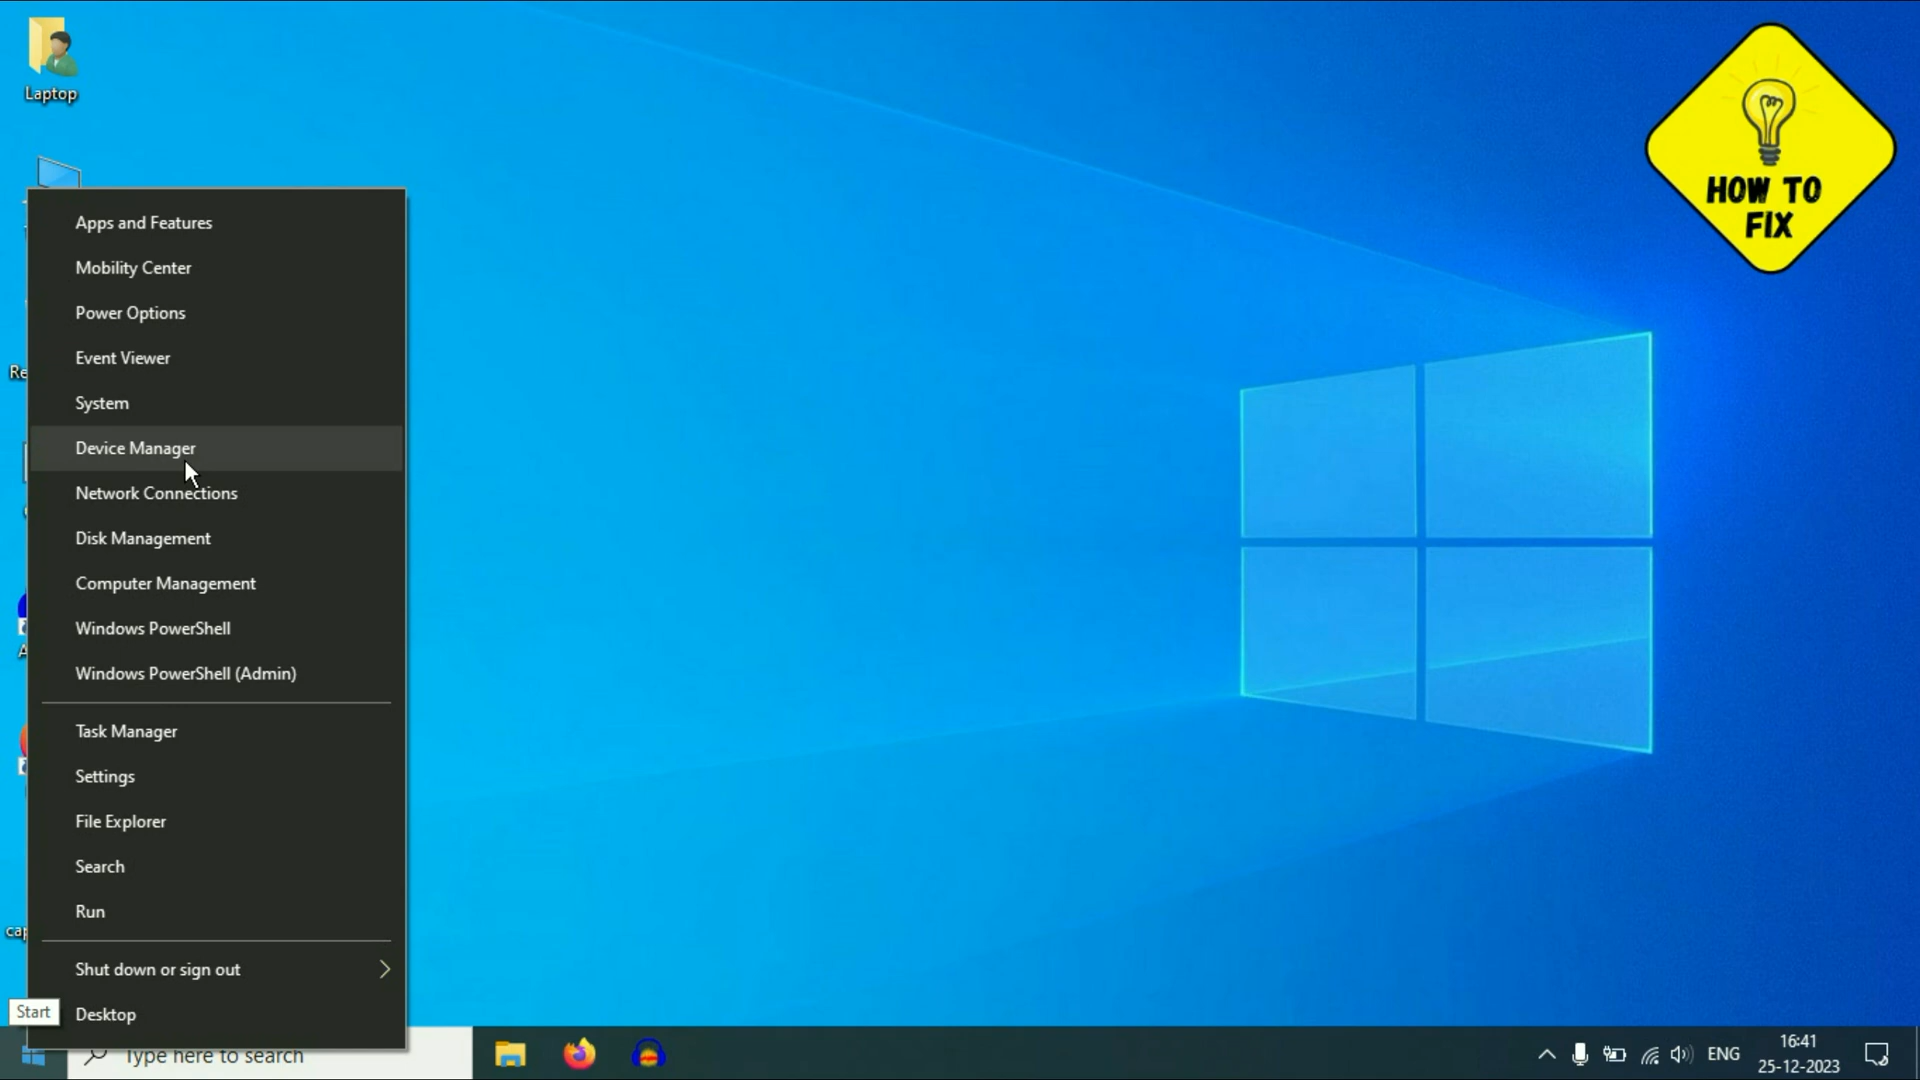 Laptop
HOW TO
FIX
Apps and Features
Mobility Center
Power Options
Event Viewer
System
Device Manager
Network Connections
Disk Management
Computer Management
Windows PowerShell
Windows PowerShell (Admin)
Task Manager
Settings
File Explorer
Search
Run
Shut down or sign out
Desktop
Start
Type here to search
ENG
16:41
25-12-2023